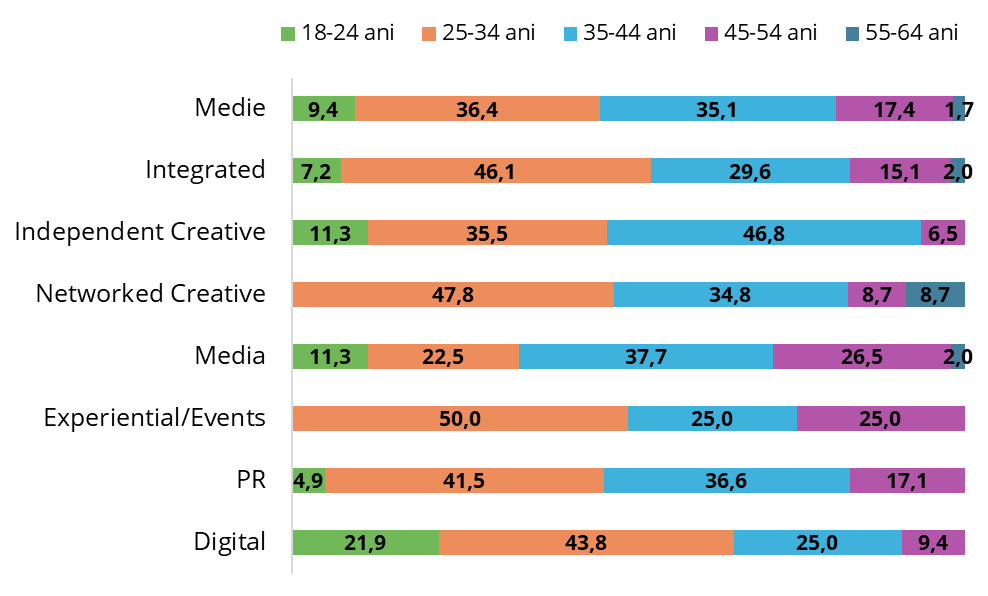 18-24 ani 25-34 ani 35-44 ani 45-54 ani 55-64 ani
Medie 9,4 36,4 35,1 17,4 1,7
Integrated 7,2 46,1 29,6 15,1 2,0
Independent Creative 11,3 35,5 46,8 6,5
Networked Creative 47,8 34,8 8,7 8,7
Media 11,3 22,5 37,7 26,5 2,0
Experiential/Events 50,0 25,0 25,0
PR 4,9 41,5 36,6 17,1
Digital 21,9 43,8 25,0 9,4